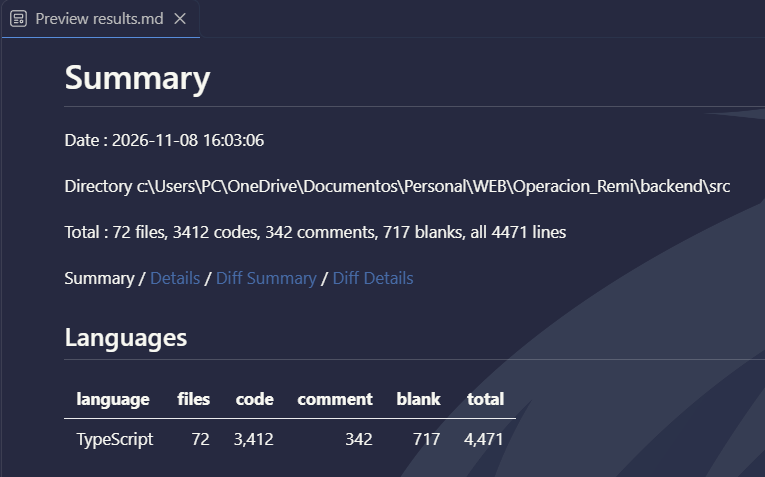 Preview results.md
Summary
Date : 2026-11-08 16:03:06
Directory c:\Users\PC\OneDrive\Documentos\Personal\WEB\Operacion_Remi\backend\src
Total : 72 files, 3412 codes, 342 comments, 717 blanks, all 4471 lines
Summary / Details / Diff Summary / Diff Details
Languages
language files code comment blank total
TypeScript 72 3,412 342 717 4,471